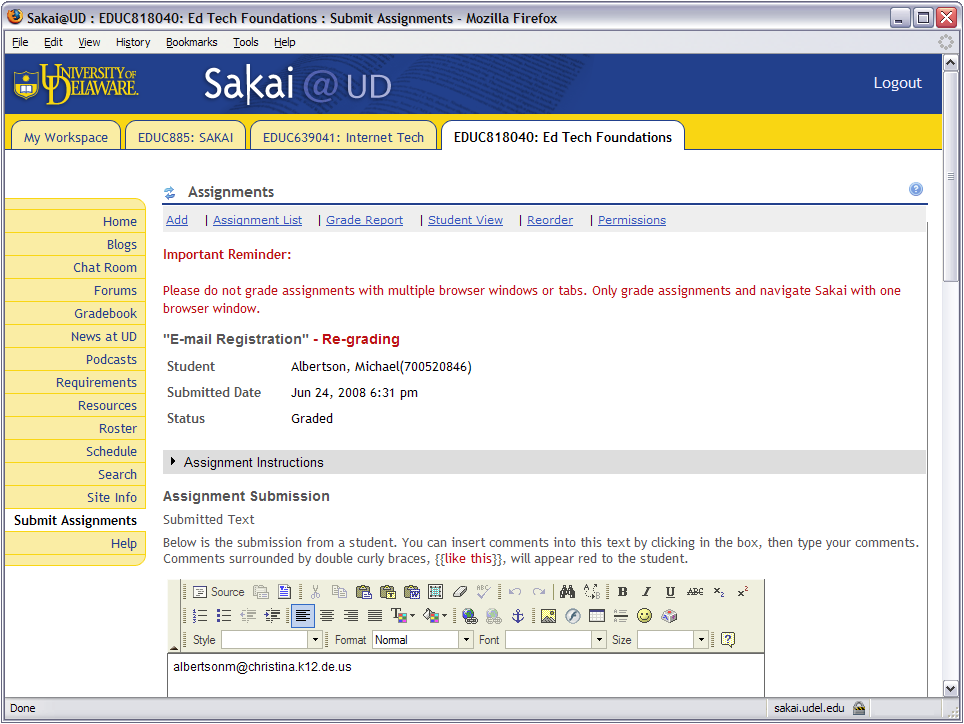 Sakai@UD : EDUC818040: Ed Tech Foundations : Submit Assignments - Mozilla Firefox
File Edit View History Bookmarks Tools Help
UNIVERSITY OF DELAWARE.
Sakai @ UD
Logout
My Workspace EDUC885: SAKAI EDUC639041: Internet Tech EDUC818040: Ed Tech Foundations
Assignments ?
Add | Assignment List | Grade Report | Student View | Reorder | Permissions
Home
Blogs
Chat Room
Forums
Gradebook
News at UD
Podcasts
Requirements
Resources
Roster
Schedule
Search
Site Info
Submit Assignments
Help
Important Reminder:
Please do not grade assignments with multiple browser windows or tabs. Only grade assignments and navigate Sakai with one
browser window.
"E-mail Registration" - Re-grading
Student Albertson, Michael(700520846)
Submitted Date Jun 24, 2008 6:31 pm
Status Graded
Assignment Instructions
Assignment Submission
Submitted Text
Below is the submission from a student. You can insert comments into this text by clicking in the box, then type your comments.
Comments surrounded by double curly braces, {{like this}}, will appear red to the student.
Source B I U ABC x₂ x²
Style Format Normal Font Size ?
albertsonm@christina.k12.de.us
Done sakai.udel.edu